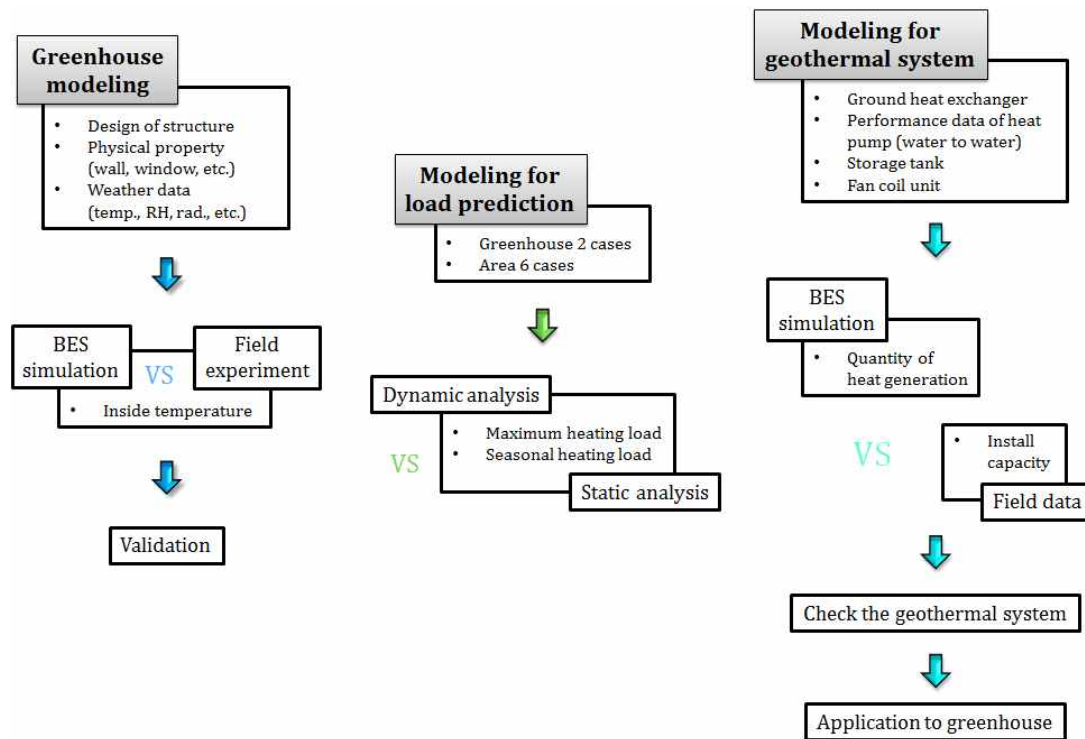 Greenhouse
modeling
• Design of structure
• Physical property
(wall, window, etc.)
• Weather data
(temp., RH, rad., etc.)
BES
simulation
VS
Field
experiment
• Inside temperature
Validation
Modeling for
load prediction
• Greenhouse 2 cases
• Area 6 cases
Dynamic analysis
• Maximum heating load
VS
• Seasonal heating load
Static analysis
Modeling for
geothermal system
• Ground heat exchanger
• Performance data of heat
pump (water to water)
• Storage tank
• Fan coil unit
BES
simulation
• Quantity of
heat generation
VS
• Install
capacity
Field data
Check the geothermal system
Application to greenhouse